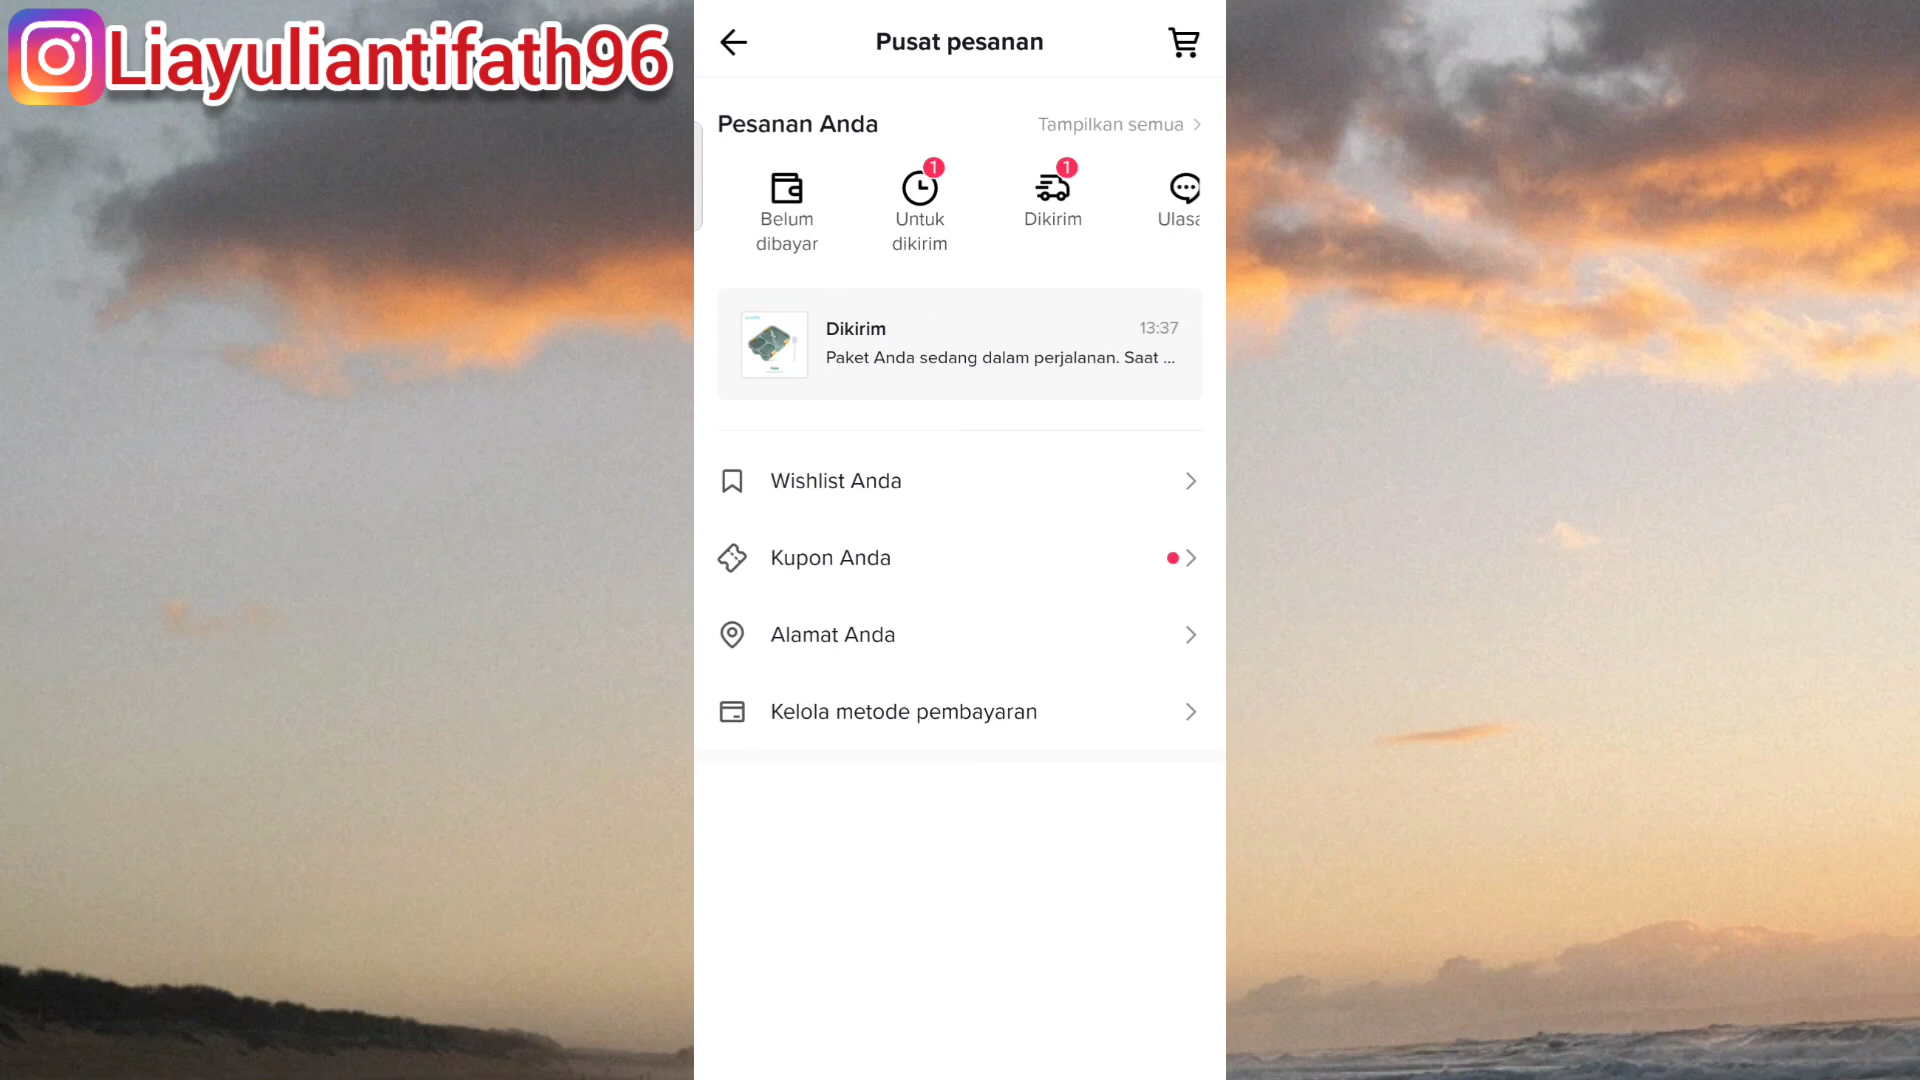 Liayuliantifath96
Pusat pesanan
Pesanan Anda
Tampilkan semua
1
1
Belum dibayar
Untuk dikirim
Dikirim
Ulasa
Dikirim
13:37
Paket Anda sedang dalam perjalanan. Saat ...
Wishlist Anda
Kupon Anda
Alamat Anda
Kelola metode pembayaran